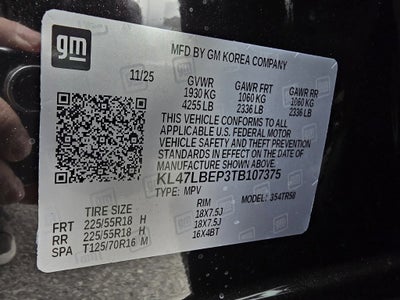 gm
MFD BY GM KOREA COMPANY
11/25 GVWR GAWR FRT GAWR RR
1930 KG 1060 KG 1060 KG
4255 LB 2336 LB 2336 LB
THIS VEHICLE CONFORMS TO ALL
APPLICABLE U.S. FEDERAL MOTOR
VEHICLE SAFETY AND THEFT PREVENTION
STANDARDS IN EFFECT ON THE DATE OF
MANUFACTURE SHOWN ABOVE.
KL47LBEP3TB107375
TYPE: MPV MODEL: 354TR58
TIRE SIZE RIM
FRT 225/55R18 H 18X7.5J
RR 225/55R18 H 18X7.5J
SPA T125/70R16 M 16X4BT